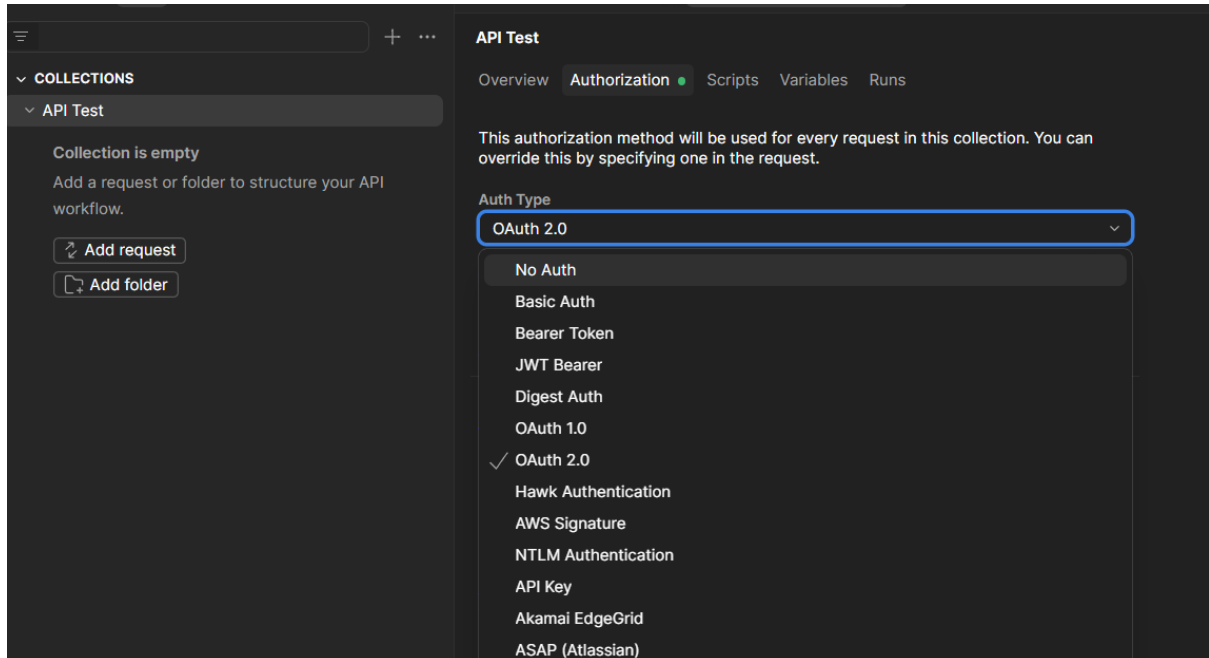 COLLECTIONS
API Test
Collection is empty
Add a request or folder to structure your API
workflow.
Add request
Add folder
API Test
Overview Authorization Scripts Variables Runs
This authorization method will be used for every request in this collection. You can
override this by specifying one in the request.
Auth Type
OAuth 2.0
No Auth
Basic Auth
Bearer Token
JWT Bearer
Digest Auth
OAuth 1.0
OAuth 2.0
Hawk Authentication
AWS Signature
NTLM Authentication
API Key
Akamai EdgeGrid
ASAP (Atlassian)